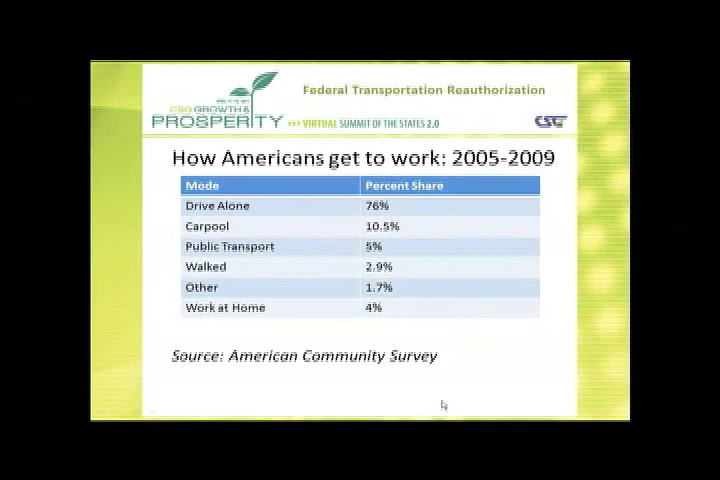 Federal Transportation Reauthorization
GROWTH &
PROSPERITY >>> VIRTUAL SUMMIT OF THE STATES 2.0
CSG
How Americans get to work: 2005-2009
Mode Percent Share
Drive Alone 76%
Carpool 10.5%
Public Transport 5%
Walked 2.9%
Other 1.7%
Work at Home 4%
Source: American Community Survey